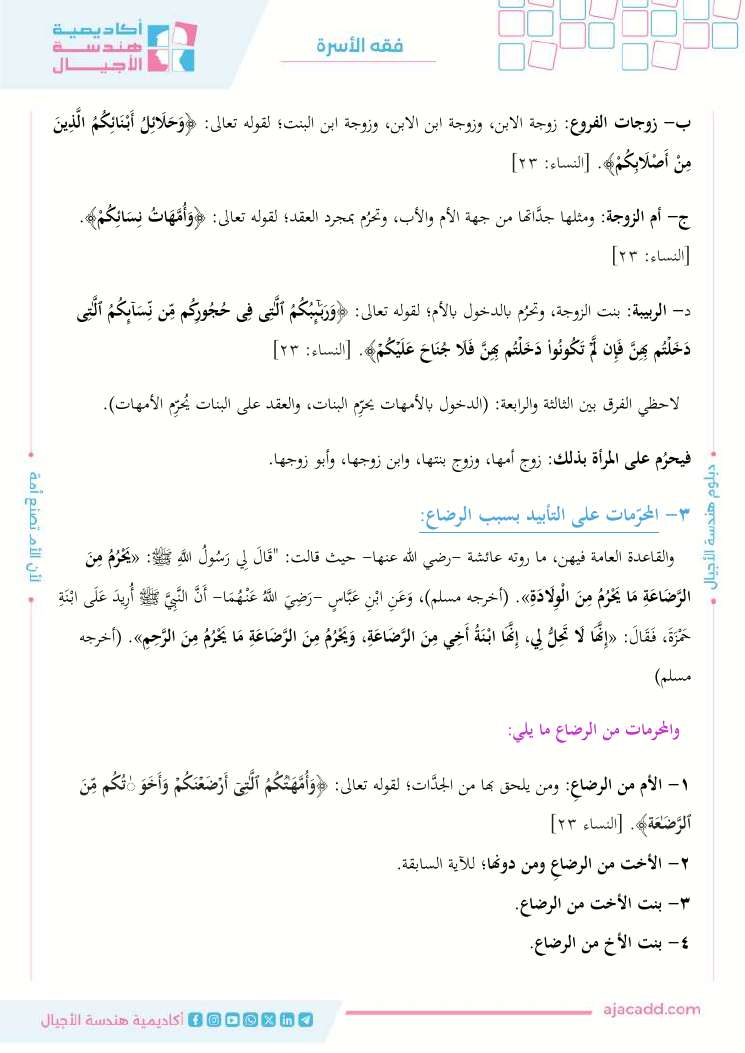 أكاديمية
هندسة
الأجيال
فقه الأسرة
ب- زوجات الفروع: زوجة الابن، وزوجة ابن الابن، وزوجة ابن البنت؛ لقوله تعالى: ﴿وَحَلَائِلُ أَبْنَائِكُمُ الَّذِينَ
مِنْ أَصْلَابِكُمْ﴾. [النساء: ٢٣]
ج- أم الزوجة: ومثلها جدَّاتها من جهة الأم والأب، وتحرُم بمجرد العقد؛ لقوله تعالى: ﴿وَأُمَّهَاتُ نِسَائِكُمْ﴾.
[النساء: ٢٣]
د- الربيبة: بنت الزوجة، وتحرُم بالدخول بالأم؛ لقوله تعالى: ﴿وَرَبَٰٓئِبُكُمُ ٱلَّٰتِى فِى حُجُورِكُم مِّن نِّسَآئِكُمُ ٱلَّٰتِى
دَخَلْتُم بِهِنَّ فَإِن لَّمْ تَكُونُوا۟ دَخَلْتُم بِهِنَّ فَلَا جُنَاحَ عَلَيْكُمْ﴾. [النساء: ٢٣]
لاحظي الفرق بين الثالثة والرابعة: (الدخول بالأمهات يحرِّم البنات، والعقد على البنات يُحرِّم الأمهات).
فيحرُم على المرأة بذلك: زوج أمها، وزوج بنتها، وابن زوجها، وأبو زوجها.
٣- المحرّمات على التأبيد بسبب الرضاع:
والقاعدة العامة فيهن، ما روته عائشة -رضي الله عنها- حيث قالت: "قَالَ لِي رَسُولُ اللَّهِ ﷺ: «يَحْرُمُ مِنَ
الرَّضَاعَةِ مَا يَحْرُمُ مِنَ الْوِلَادَةِ». (أخرجه مسلم)، وَعَنِ ابْنِ عَبَّاسٍ -رَضِيَ اللَّهُ عَنْهُمَا- أَنَّ النَّبِيَّ ﷺ أُرِيدَ عَلَى ابْنَةِ
حَمْزَةَ، فَقَالَ: «إِنَّهَا لَا تَحِلُّ لِي، إِنَّهَا ابْنَةُ أَخِي مِنَ الرَّضَاعَةِ، وَيَحْرُمُ مِنَ الرَّضَاعَةِ مَا يَحْرُمُ مِنَ الرَّحِمِ». (أخرجه
مسلم)
والمحرمات من الرضاع ما يلي:
١- الأم من الرضاعِ: ومن يلحق بها من الجدَّات؛ لقوله تعالى: ﴿وَأُمَّهَٰتُكُمُ ٱلَّٰتِىٓ أَرْضَعْنَكُمْ وَأَخَوَ ٰتُكُم مِّنَ
ٱلرَّضَٰعَة﴾. [النساء ٢٣]
٢- الأخت من الرضاعِ ومن دونها؛ للآية السابقة.
٣- بنت الأخت من الرضاع.
٤- بنت الأخ من الرضاع.
دبلوم هندسة الأجيال
لأن الأم تصنع أمة
أكاديمية هندسة الأجيال
ajacadd.com